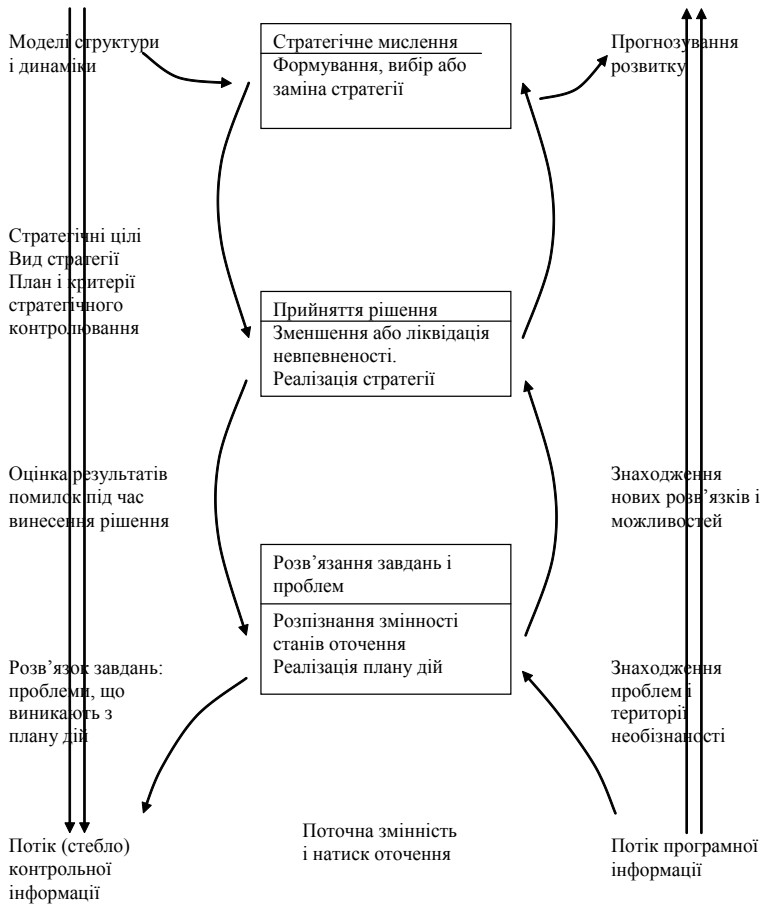 Моделі структури
і динаміки
Стратегічне мислення
Формування, вибір або
заміна стратегії
Прогнозування
розвитку
Стратегічні цілі
Вид стратегії
План і критерії
стратегічного
контролювання
Прийняття рішення
Зменшення або ліквідація
невпевненості.
Реалізація стратегії
Оцінка результатів
помилок під час
винесення рішення
Знаходження
нових розв’язків і
можливостей
Розв’язання завдань і
проблем
Розпізнання змінності
станів оточення
Реалізація плану дій
Розв’язок завдань:
проблеми, що
виникають з
плану дій
Знаходження
проблем і
території
необізнаності
Потік (стебло)
контрольної
інформації
Поточна змінність
і натиск оточення
Потік програмної
інформації